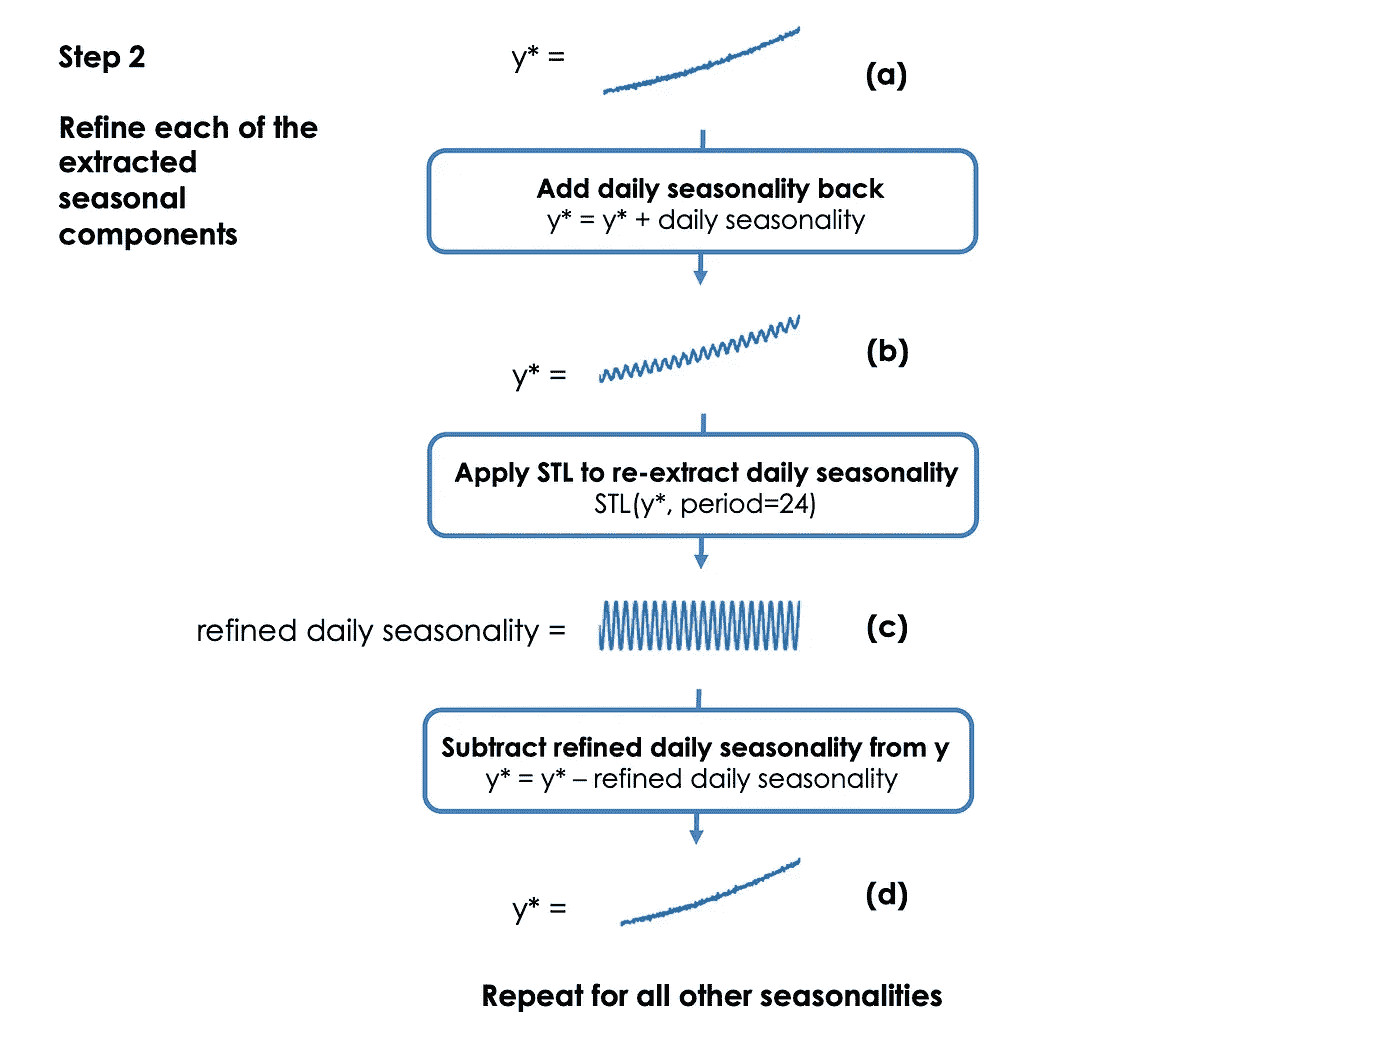 Step 2
Refine each of the
extracted
seasonal
components
y* =
(a)
Add daily seasonality back
y* = y* + daily seasonality
y* =
(b)
Apply STL to re-extract daily seasonality
STL(y*, period=24)
refined daily seasonality =
(c)
Subtract refined daily seasonality from y
y* = y* – refined daily seasonality
y* =
(d)
Repeat for all other seasonalities